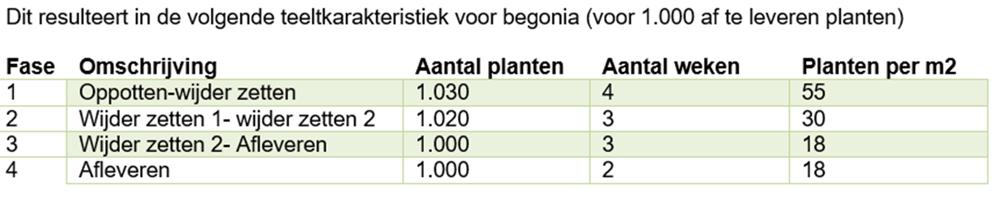 Dit resulteert in de volgende teeltkarakteristiek voor begonia (voor 1.000 af te leveren planten)
Fase Omschrijving Aantal planten Aantal weken Planten per m2
1 Oppotten-wijder zetten 1.030 4 55
2 Wijder zetten 1- wijder zetten 2 1.020 3 30
3 Wijder zetten 2- Afleveren 1.000 3 18
4 Afleveren 1.000 2 18